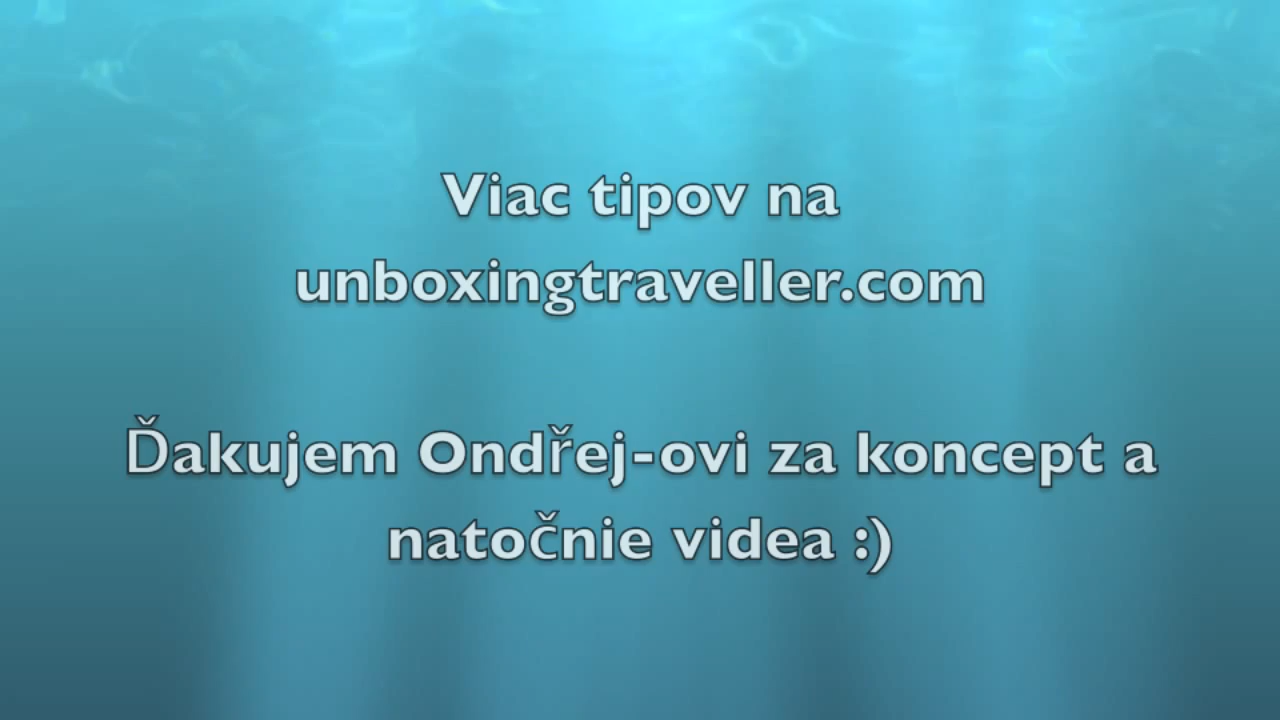 Viac tipov na
unboxingtraveller.com
Ďakujem Ondřej-ovi za koncept a
natočnie videa :)